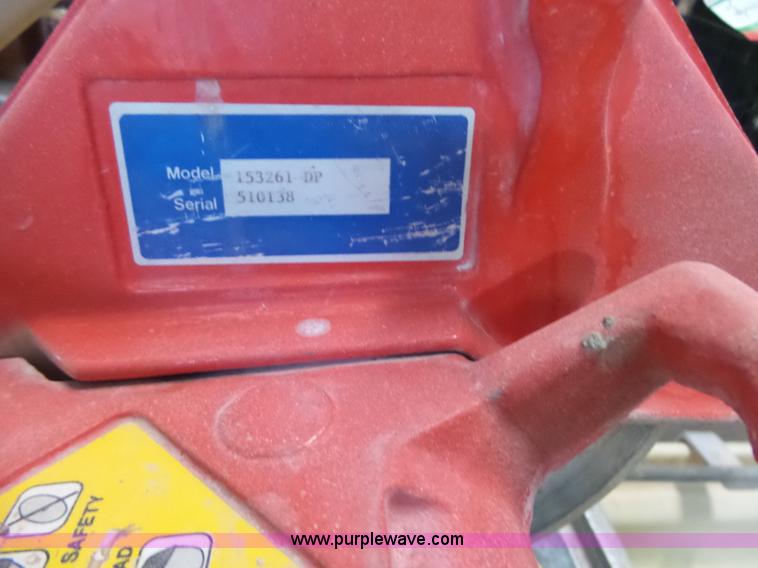 Model 153261 DP
Serial 510138
SAFETY
www.purplewave.com